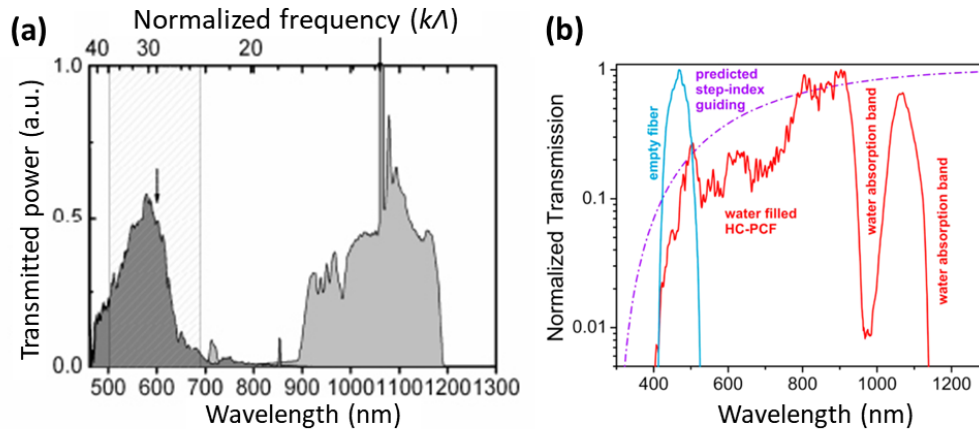 (a)
Normalized frequency (kΛ)
40 30 20
1.0
0.5
0.0
Transmitted power (a.u.)
500 600 700 800 900 1000 1100 1200 1300
Wavelength (nm)
(b)
1
0.1
0.01
Normalized Transmission
empty fiber
predicted
step-index
guiding
water filled
HC-PCF
water absorption band
water absorption band
400 600 800 1000 1200
Wavelength (nm)